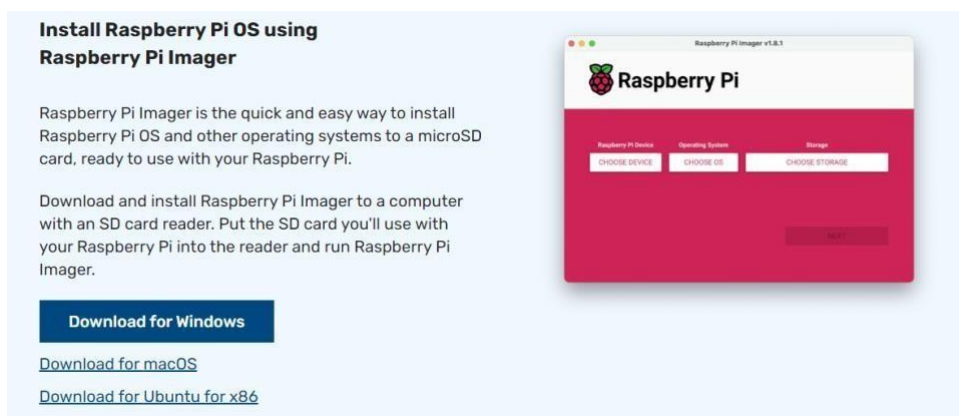 Install Raspberry Pi OS using
Raspberry Pi Imager
Raspberry Pi Imager is the quick and easy way to install
Raspberry Pi OS and other operating systems to a microSD
card, ready to use with your Raspberry Pi.
Download and install Raspberry Pi Imager to a computer
with an SD card reader. Put the SD card you'll use with
your Raspberry Pi into the reader and run Raspberry Pi
Imager.
Download for Windows
Download for macOS
Download for Ubuntu for x86
Raspberry Pi Imager v1.8.1
Raspberry Pi
Raspberry Pi Device Operating System Storage
CHOOSE DEVICE CHOOSE OS CHOOSE STORAGE
NEXT